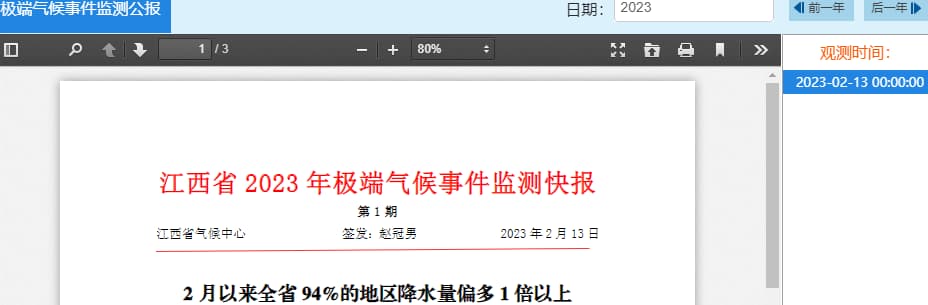 极端气候事件监测公报
日期： 2023 前一年 后一年
1 / 3 80%
观测时间：
2023-02-13 00:00:00
江西省 2023 年极端气候事件监测快报
第 1 期
江西省气候中心 签发：赵冠男 2023 年 2 月 13 日
2 月以来全省 94%的地区降水量偏多 1 倍以上